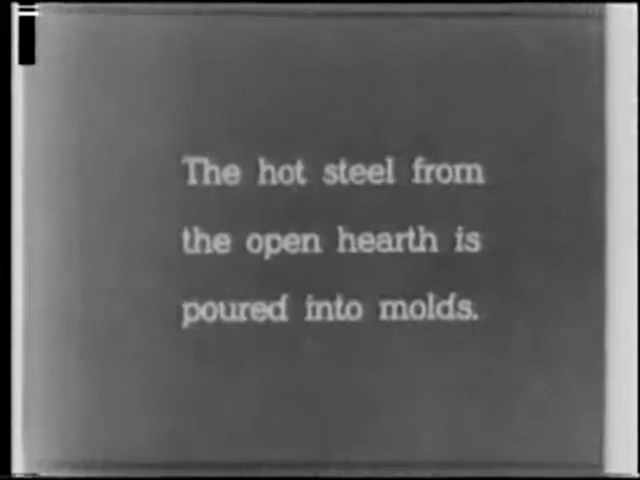 The hot steel from
the open hearth is
poured into molds.